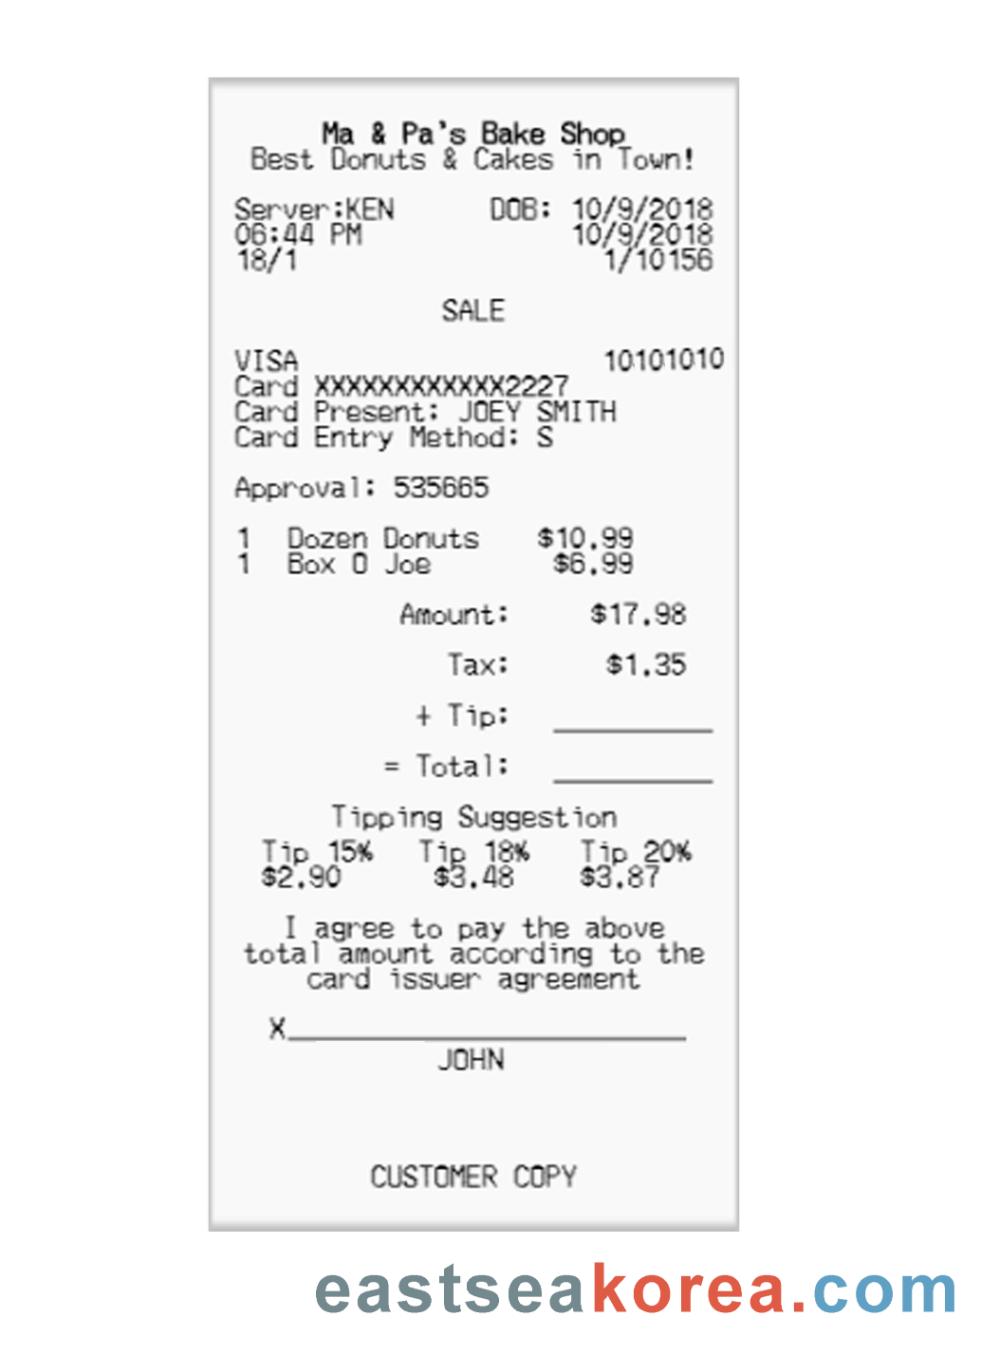 Ma & Pa's Bake Shop
Best Donuts & Cakes in Town!
Server:KEN DOB: 10/9/2018
06:44 PM 10/9/2018
18/1 1/10156
SALE
VISA 10101010
Card XXXXXXXXXXXX2227
Card Present: JOEY SMITH
Card Entry Method: S
Approval: 535665
1 Dozen Donuts $10.99
1 Box O Joe $6.99
Amount: $17.98
Tax: $1.35
+ Tip: __________
= Total: __________
Tipping Suggestion
Tip 15% Tip 18% Tip 20%
$2.90 $3.48 $3.87
I agree to pay the above
total amount according to the
card issuer agreement
X_________________________
JOHN
CUSTOMER COPY
eastseakorea.com